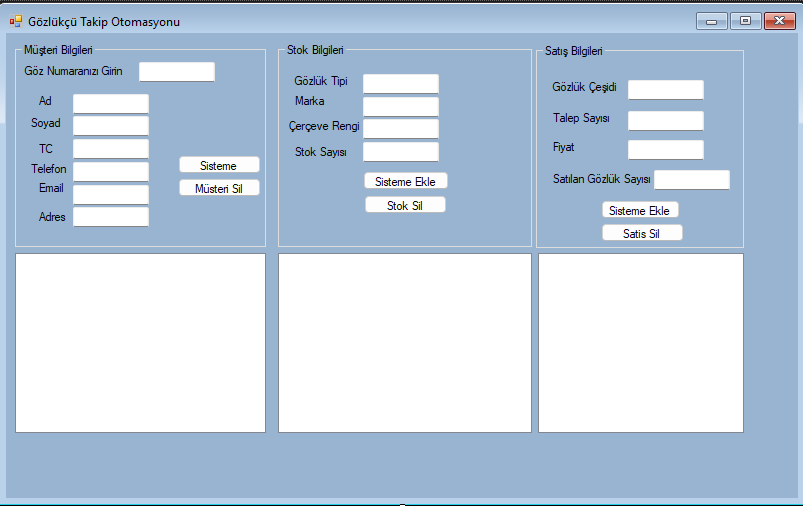 Gözlükçü Takip Otomasyonu
Müşteri Bilgileri
Göz Numaranızı Girin
Ad
Soyad
TC
Telefon
Email
Adres
Sisteme
Müsteri Sil
Stok Bilgileri
Gözlük Tipi
Marka
Çerçeve Rengi
Stok Sayısı
Sisteme Ekle
Stok Sil
Satış Bilgileri
Gözlük Çeşidi
Talep Sayısı
Fiyat
Satılan Gözlük Sayısı
Sisteme Ekle
Satis Sil